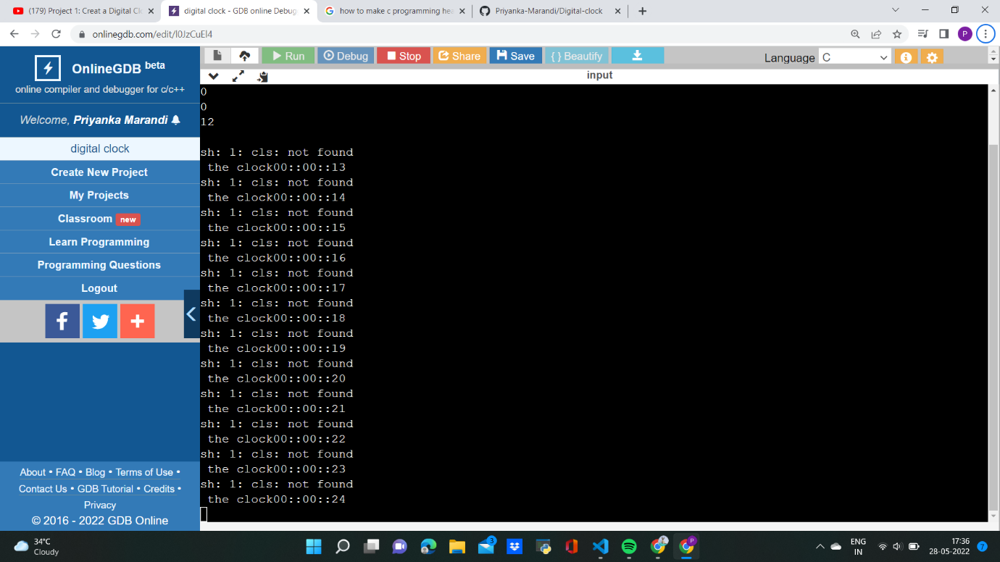 (179) Project 1: Creat a Digital Cl
digital clock - GDB online Debug
how to make c programming hea
Priyanka-Marandi/Digital-clock
onlinegdb.com/edit/l0JzCuEl4
P
OnlineGDB beta
online compiler and debugger for c/c++
Welcome, Priyanka Marandi
digital clock
Create New Project
My Projects
Classroom new
Learn Programming
Programming Questions
Logout
About • FAQ • Blog • Terms of Use •
Contact Us • GDB Tutorial • Credits •
Privacy
© 2016 - 2022 GDB Online
Run Debug Stop Share Save { } Beautify
Language C
input
0
0
12
sh: 1: cls: not found
the clock00::00::13
sh: 1: cls: not found
the clock00::00::14
sh: 1: cls: not found
the clock00::00::15
sh: 1: cls: not found
the clock00::00::16
sh: 1: cls: not found
the clock00::00::17
sh: 1: cls: not found
the clock00::00::18
sh: 1: cls: not found
the clock00::00::19
sh: 1: cls: not found
the clock00::00::20
sh: 1: cls: not found
the clock00::00::21
sh: 1: cls: not found
the clock00::00::22
sh: 1: cls: not found
the clock00::00::23
sh: 1: cls: not found
the clock00::00::24
34°C
Cloudy
3
P
ENG
IN
17:36
28-05-2022
7